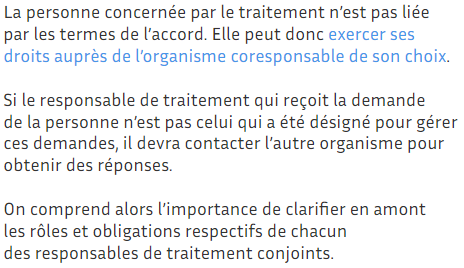 La personne concernée par le traitement n'est pas liée
par les termes de l'accord. Elle peut donc exercer ses
droits auprès de l'organisme coresponsable de son choix.
Si le responsable de traitement qui reçoit la demande
de la personne n'est pas celui qui a été désigné pour gérer
ces demandes, il devra contacter l'autre organisme pour
obtenir des réponses.
On comprend alors l'importance de clarifier en amont
les rôles et obligations respectifs de chacun
des responsables de traitement conjoints.